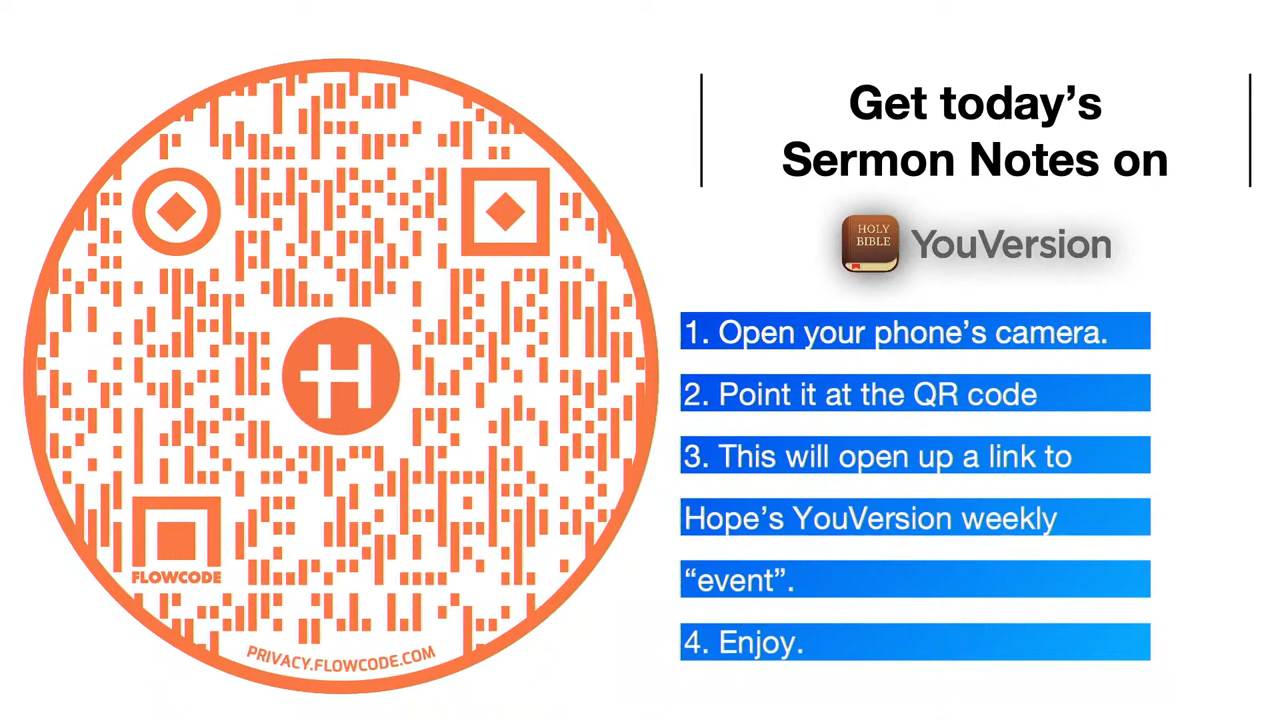 Get today’s
Sermon Notes on
HOLY
BIBLE
YouVersion
1. Open your phone’s camera.
2. Point it at the QR code
3. This will open up a link to
Hope’s YouVersion weekly
“event”.
4. Enjoy.
H
FLOWCODE
PRIVACY.FLOWCODE.COM